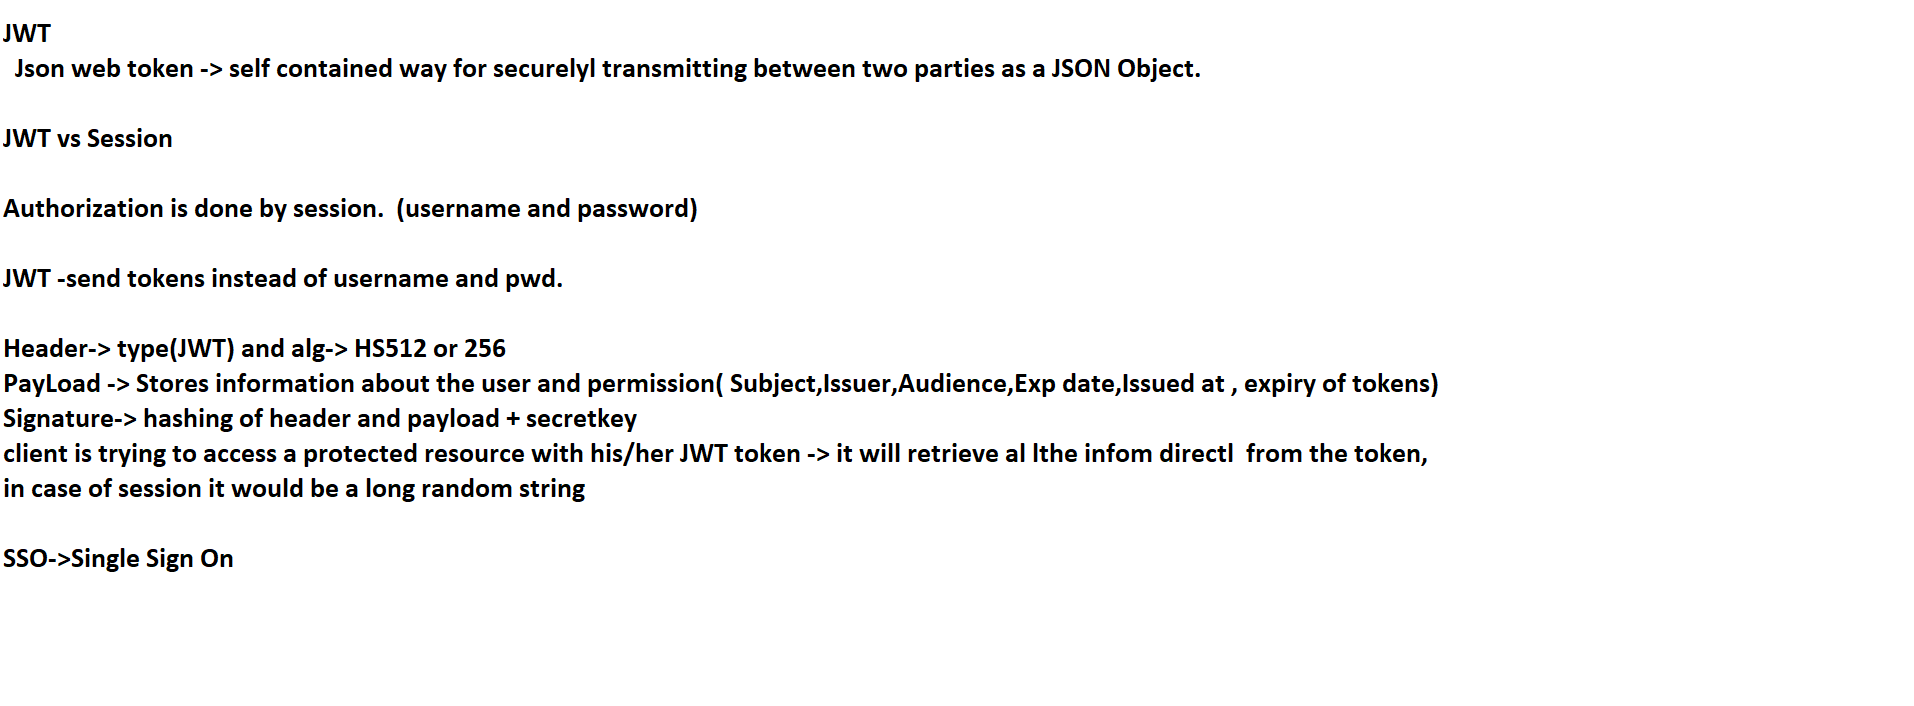 JWT
Json web token -> self contained way for securelyl transmitting between two parties as a JSON Object.
JWT vs Session
Authorization is done by session.  (username and password)
JWT -send tokens instead of username and pwd.
Header-> type(JWT) and alg-> HS512 or 256
PayLoad -> Stores information about the user and permission( Subject,Issuer,Audience,Exp date,Issued at , expiry of tokens)
Signature-> hashing of header and payload + secretkey
client is trying to access a protected resource with his/her JWT token -> it will retrieve al lthe infom directl  from the token,
in case of session it would be a long random string
SSO->Single Sign On